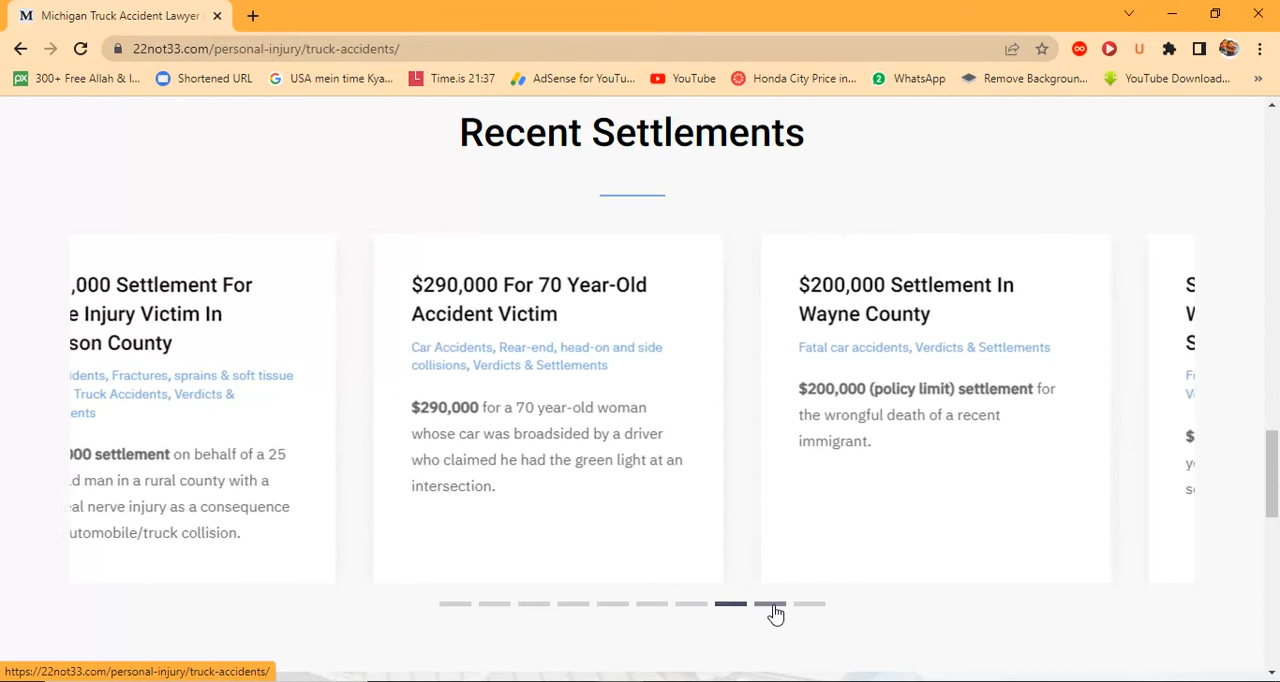 Michigan Truck Accident Lawyer
22not33.com/personal-injury/truck-accidents/
300+ Free Allah & I...
Shortened URL
USA mein time Kya...
Time.is 21:37
AdSense for YouTu...
YouTube
Honda City Price in...
2
WhatsApp
Remove Backgroun...
YouTube Download...
Recent Settlements
,000 Settlement For
e Injury Victim In
son County
idents, Fractures, sprains & soft tissue
Truck Accidents, Verdicts &
ents
000 settlement on behalf of a 25
d man in a rural county with a
eal nerve injury as a consequence
utomobile/truck collision.
$290,000 For 70 Year-Old
Accident Victim
Car Accidents, Rear-end, head-on and side
collisions, Verdicts & Settlements
$290,000 for a 70 year-old woman
whose car was broadsided by a driver
who claimed he had the green light at an
intersection.
$200,000 Settlement In
Wayne County
Fatal car accidents, Verdicts & Settlements
$200,000 (policy limit) settlement for
the wrongful death of a recent
immigrant.
https://22not33.com/personal-injury/truck-accidents/